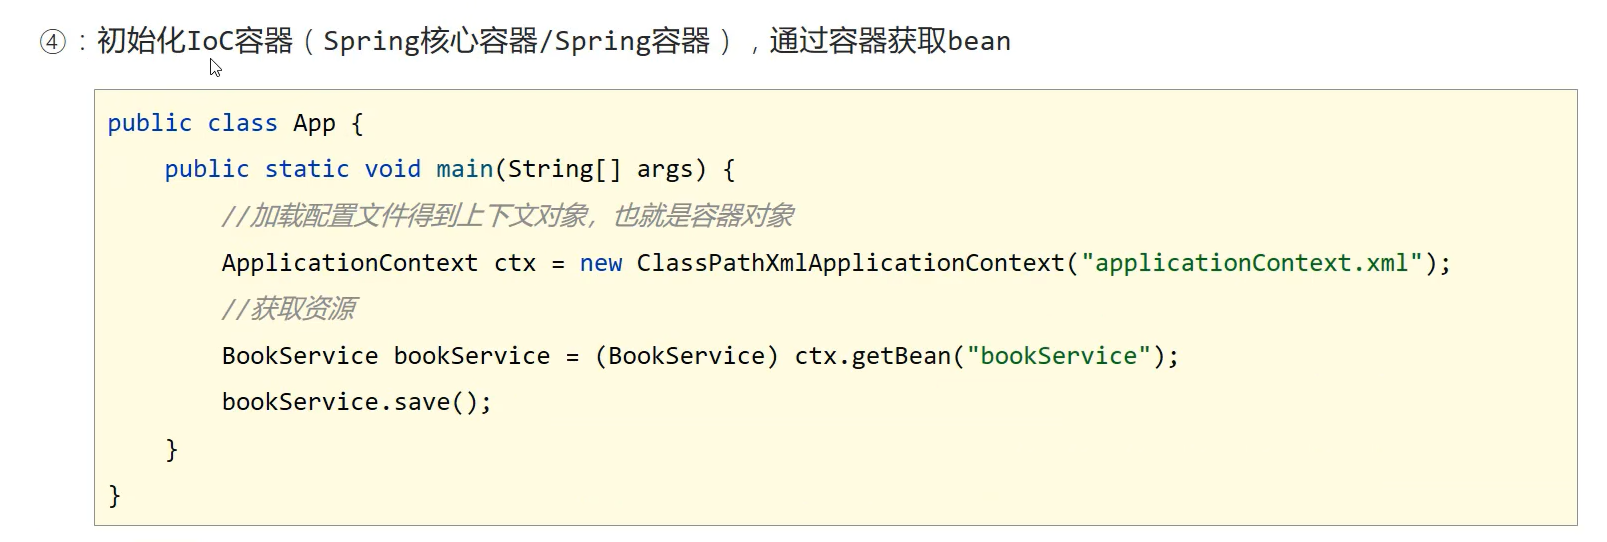 ④：初始化IoC容器（Spring核心容器/Spring容器），通过容器获取bean
public class App {
    public static void main(String[] args) {
        //加载配置文件得到上下文对象，也就是容器对象
        ApplicationContext ctx = new ClassPathXmlApplicationContext("applicationContext.xml");
        //获取资源
        BookService bookService = (BookService) ctx.getBean("bookService");
        bookService.save();
    }
}